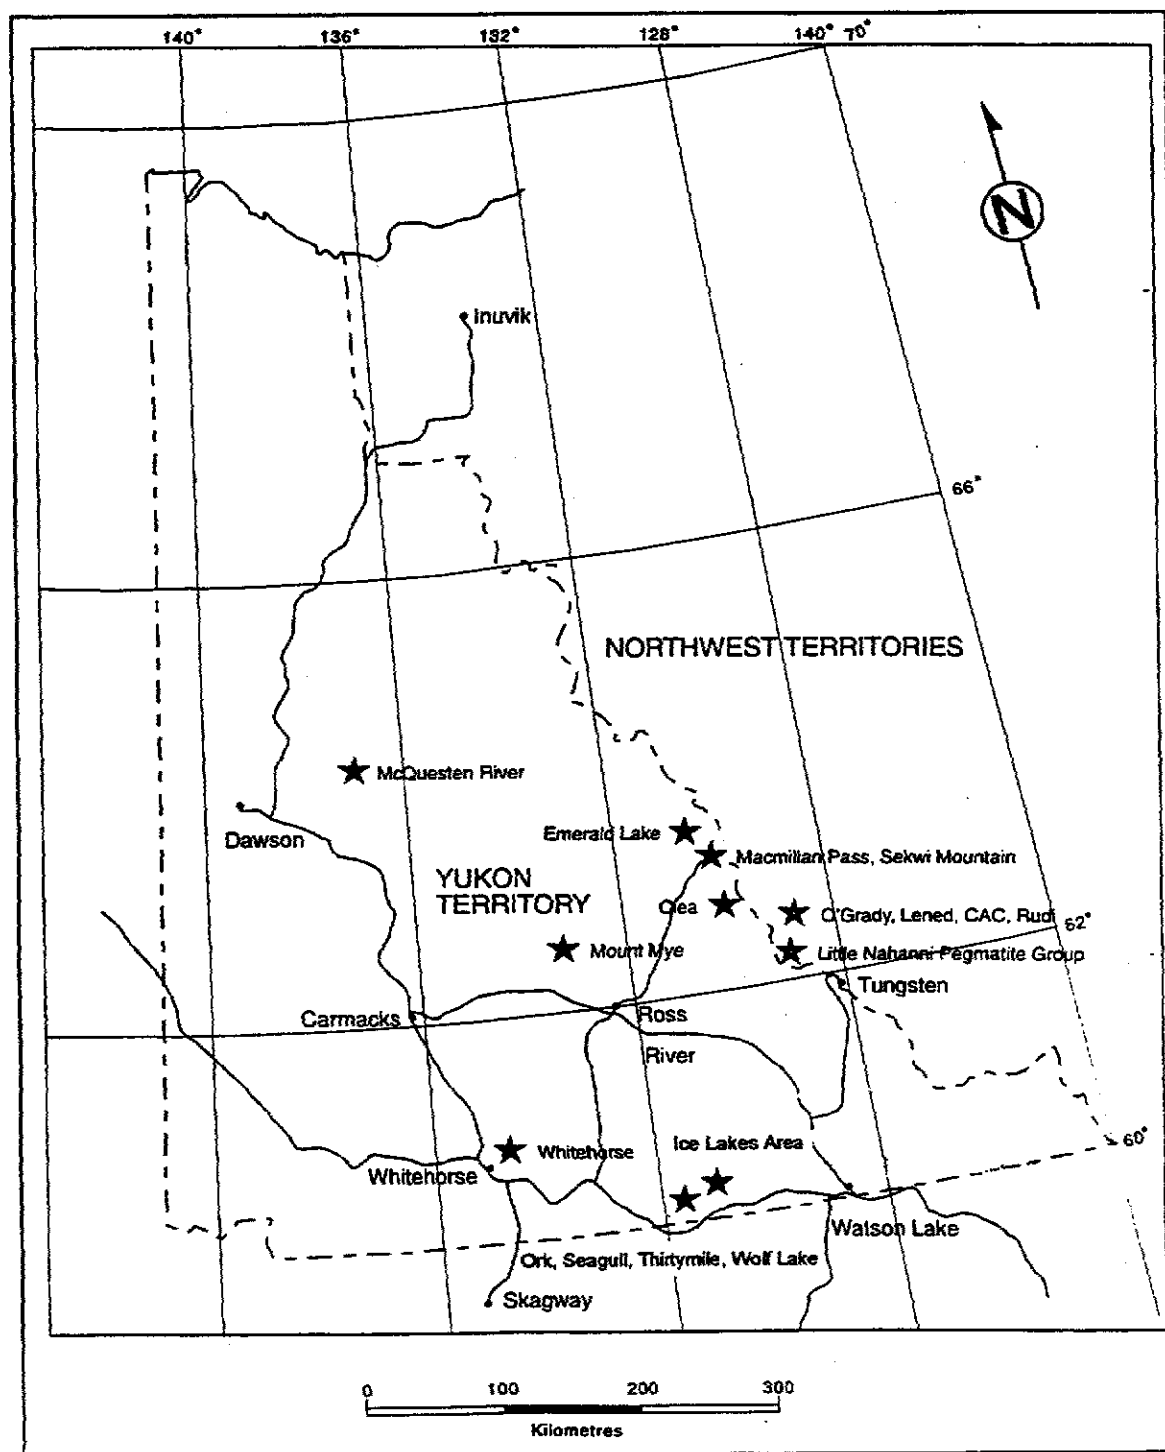 140° 136° 132° 128° 140° 70°
N
Inuvik
66°
NORTHWEST TERRITORIES
McQuesten River
Dawson
Emerald Lake
Macmillan Pass, Sekwi Mountain
YUKON
TERRITORY
Clea
O'Grady, Lened, CAC, Rudi
62°
Mount Mye
Little Nahanni Pegmatite Group
Tungsten
Carmacks
Ross
River
Ice Lakes Area
60°
Whitehorse
Whitehorse
Watson Lake
Ork, Seagull, Thirtymile, Wolf Lake
Skagway
0 100 200 300
Kilometres